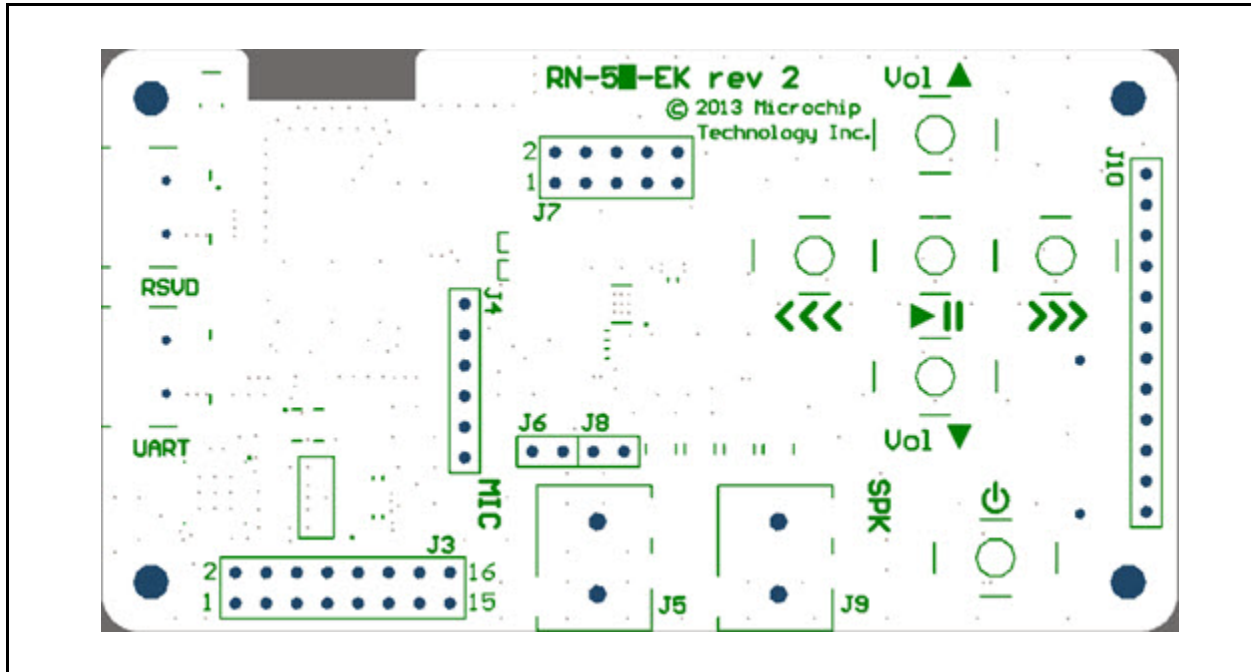 RN-5█-EK rev 2
© 2013 Microchip
Technology Inc.
Vol ▲
J10
2
1
J7
RSVD
J4
<<<
▶II
>>>
UART
J6
J8
Vol ▼
MIC
SPK
J3
2
16
1
15
J5
J9